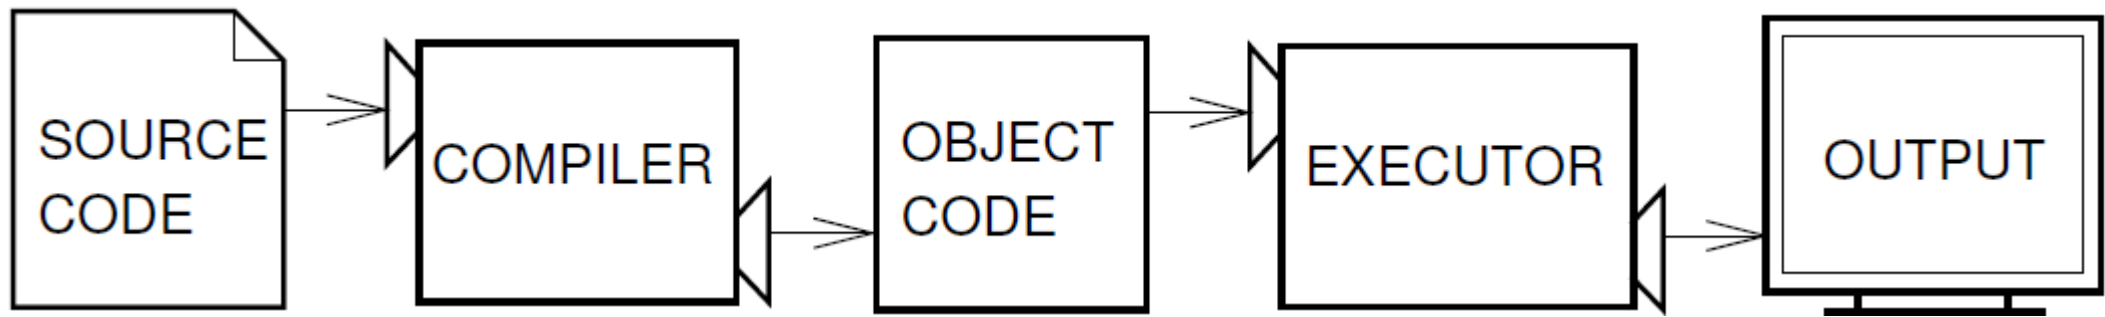 SOURCE
CODE
COMPILER
OBJECT
CODE
EXECUTOR
OUTPUT